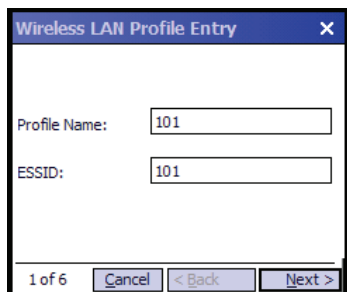 Wireless LAN Profile Entry
Profile Name: 101
ESSID: 101
1 of 6 Cancel < Back Next >